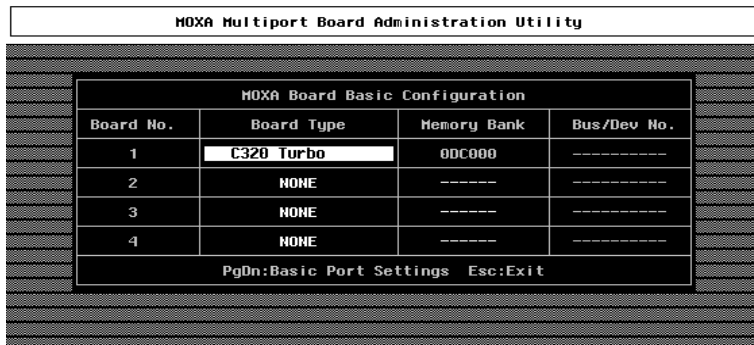 MOXA Multiport Board Administration Utility
MOXA Board Basic Configuration
Board No. Board Type Memory Bank Bus/Dev No.
1 C320 Turbo 0DC000 ----------
2 NONE ------ ----------
3 NONE ------ ----------
4 NONE ------ ----------
PgDn:Basic Port Settings Esc:Exit